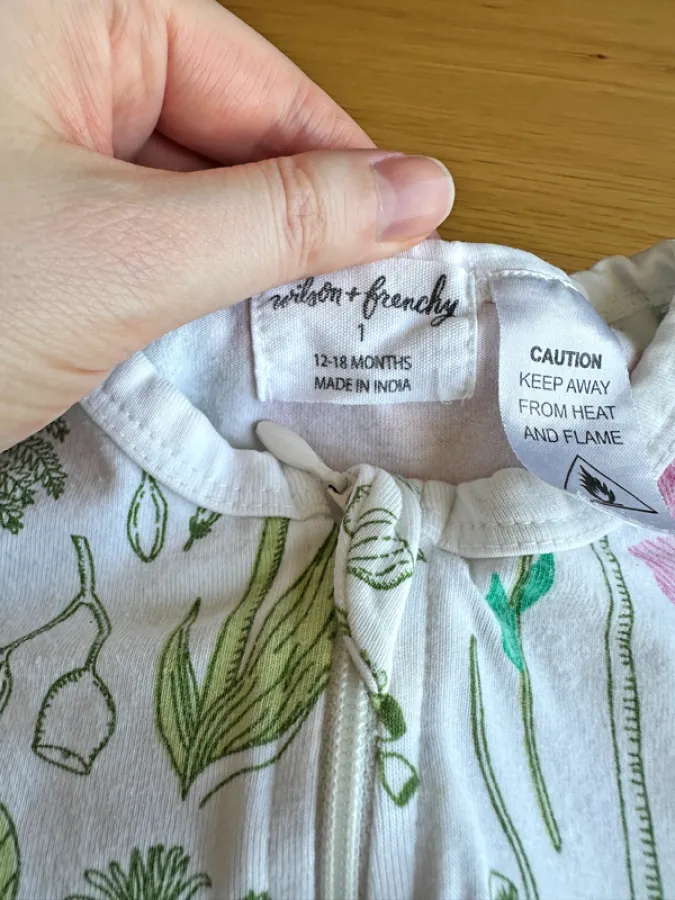 wilson + frenchy
1
12-18 MONTHS
MADE IN INDIA
CAUTION
KEEP AWAY
FROM HEAT
AND FLAME